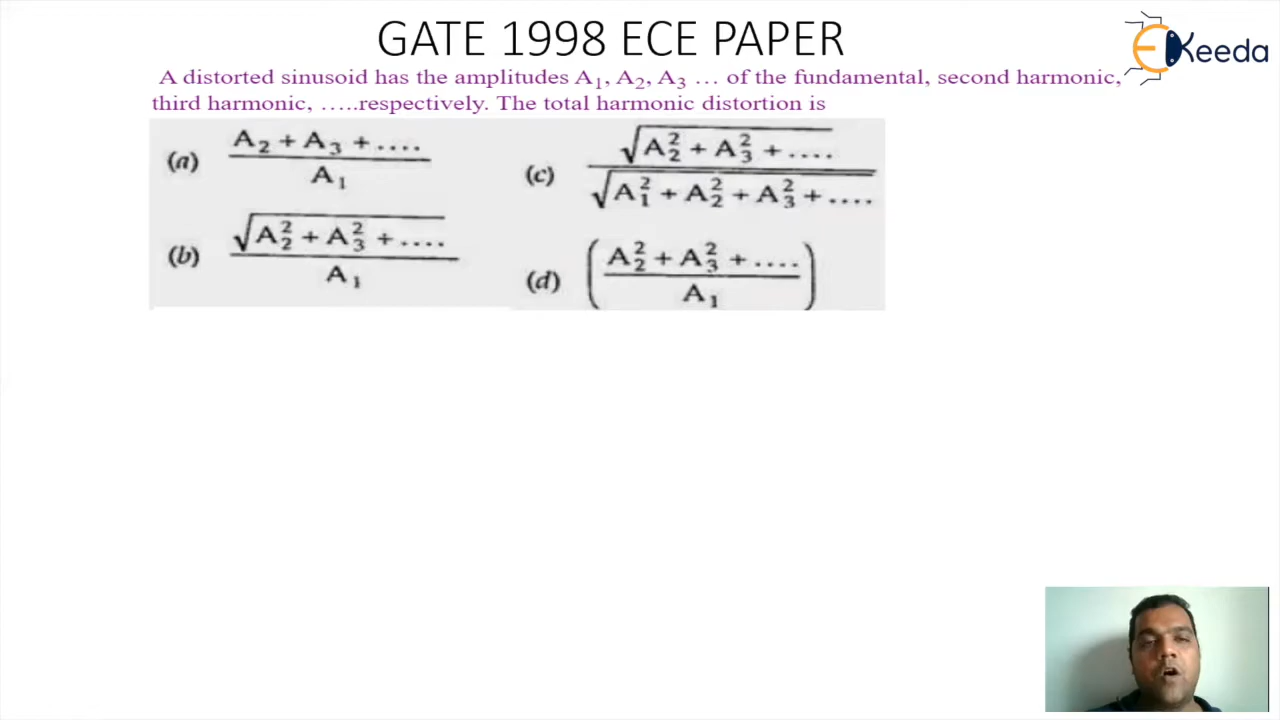 GATE 1998 ECE PAPER
EKeeda
A distorted sinusoid has the amplitudes A₁, A₂, A₃ … of the fundamental, second harmonic,
third harmonic, …..respectively. The total harmonic distortion is
(a) (A₂ + A₃ + ....) / A₁
(b) √(A₂² + A₃² + ....) / A₁
(c) √(A₂² + A₃² + ....) / √(A₁² + A₂² + A₃² + ....)
(d) ((A₂² + A₃² + ....) / A₁)